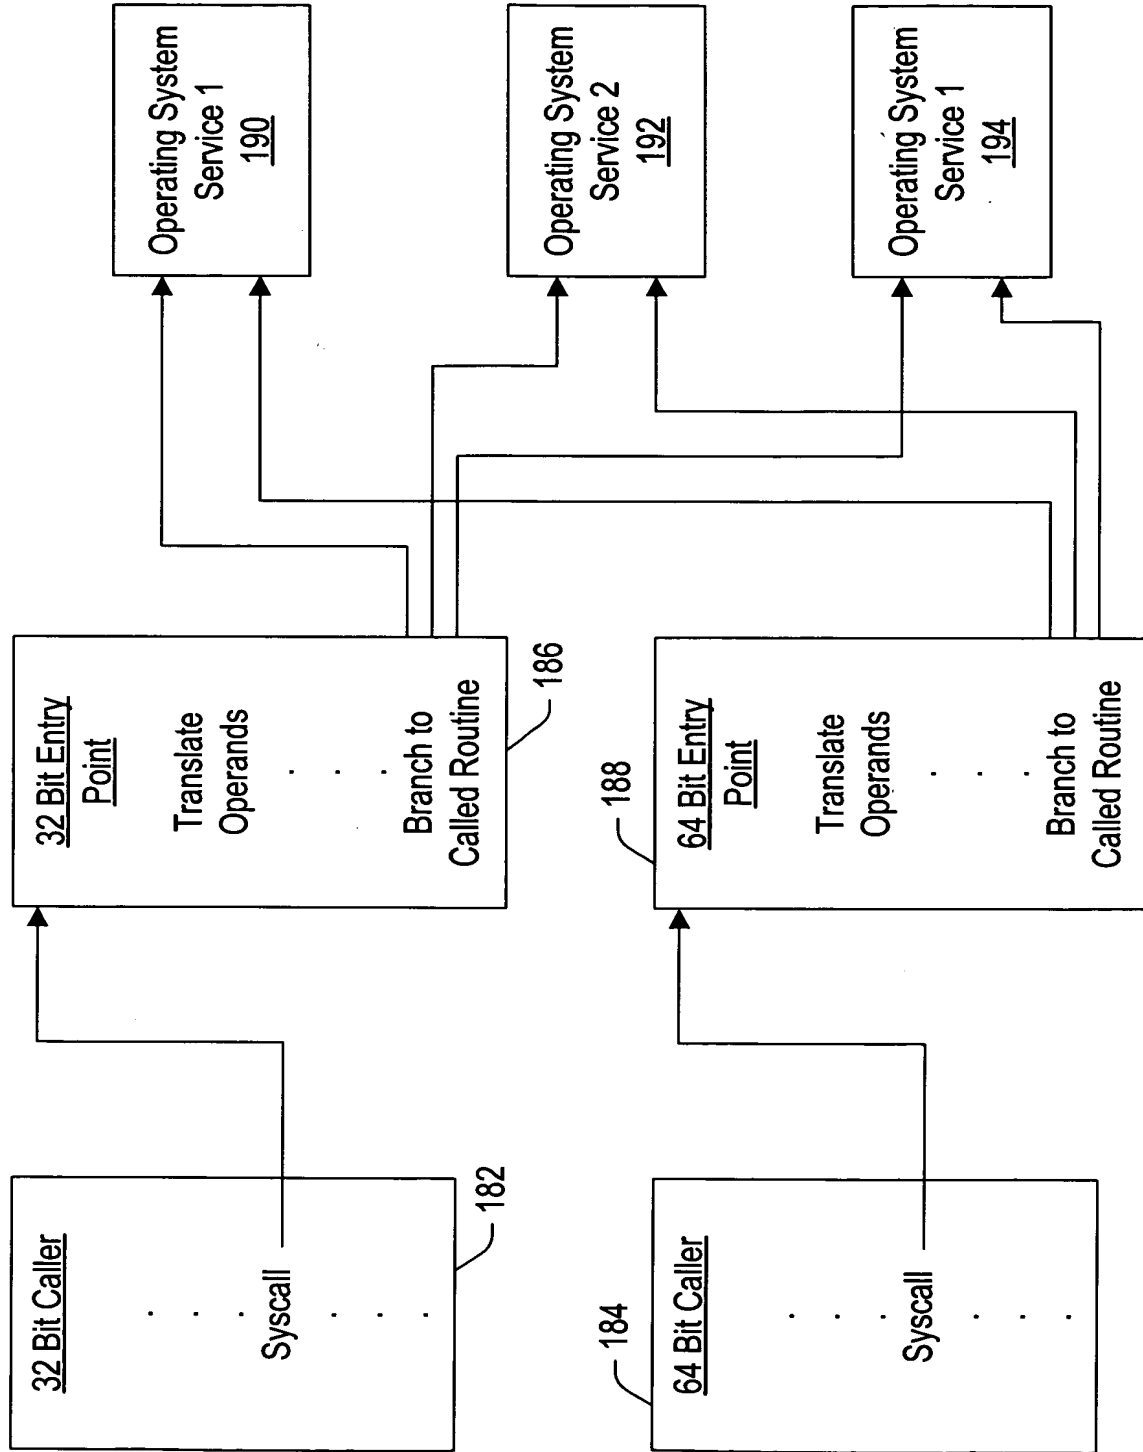 32 Bit Caller
.
.
.
Syscall
.
.
.
182
32 Bit Entry
Point
Translate
Operands
.
.
.
Branch to
Called Routine
186
Operating System
Service 1
190
Operating System
Service 2
192
Operating System
Service 1
194
184
64 Bit Caller
.
.
.
Syscall
.
.
.
188
64 Bit Entry
Point
Translate
Operands
.
.
.
Branch to
Called Routine